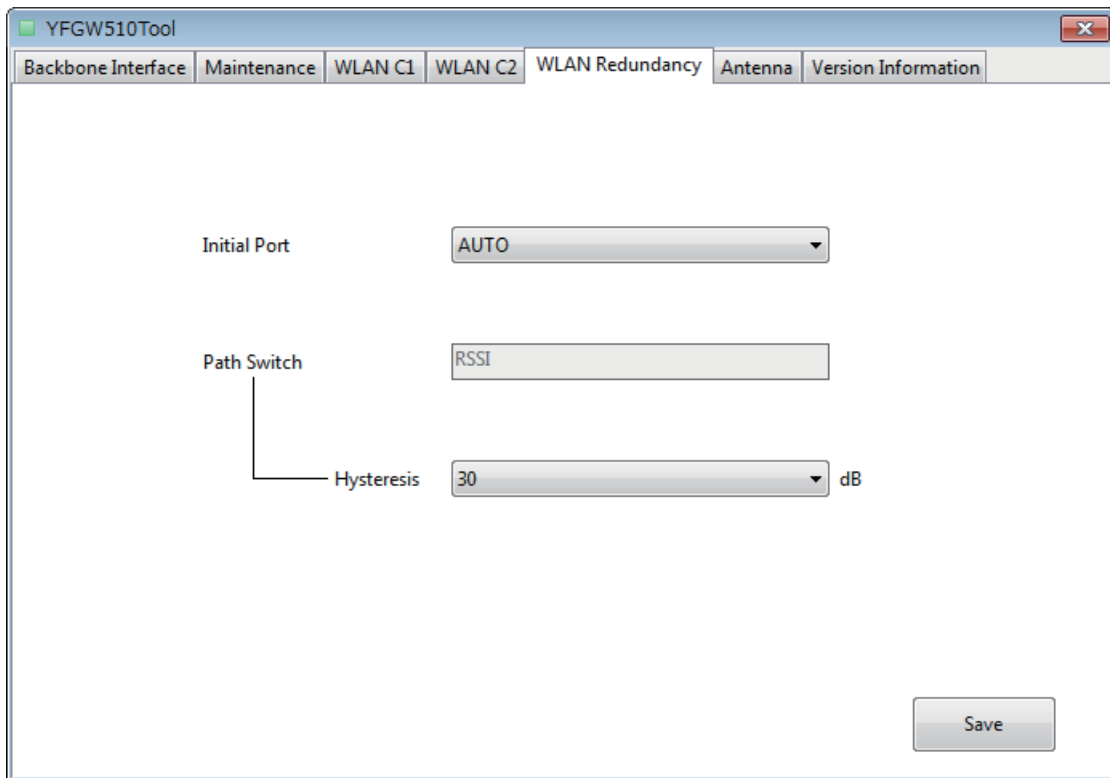 YFGW510Tool
Backbone Interface Maintenance WLAN C1 WLAN C2 WLAN Redundancy Antenna Version Information
Initial Port AUTO
Path Switch RSSI
Hysteresis 30 dB
Save